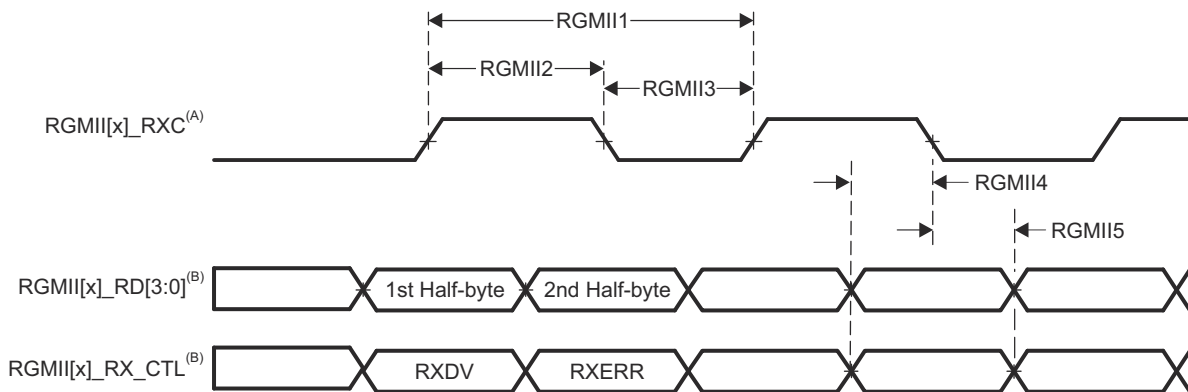 RGMII1
RGMII2
RGMII3
RGMII[x]_RXC(A)
RGMII4
RGMII5
RGMII[x]_RD[3:0](B)
1st Half-byte
2nd Half-byte
RGMII[x]_RX_CTL(B)
RXDV
RXERR